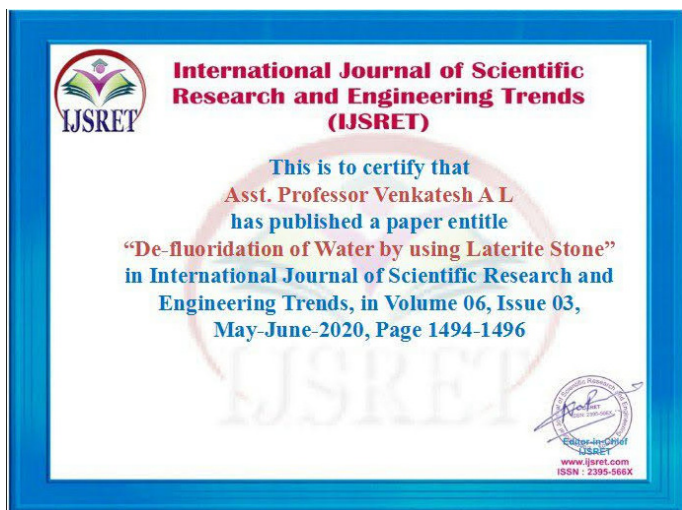 IJSRET
International Journal of Scientific
Research and Engineering Trends
(IJSRET)
This is to certify that
Asst. Professor Venkatesh A L
has published a paper entitle
“De-fluoridation of Water by using Laterite Stone”
in International Journal of Scientific Research and
Engineering Trends, in Volume 06, Issue 03,
May-June-2020, Page 1494-1496
IJSRET
Editor-in-Chief
IJSRET
www.ijsret.com
ISSN : 2395-566X